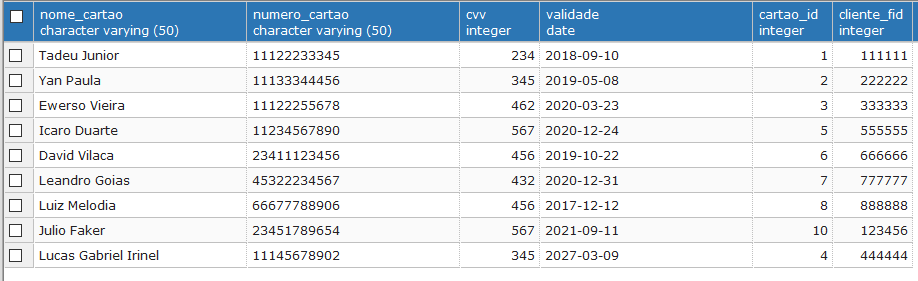 nome_cartao numero_cartao cvv validade cartao_id cliente_fid
character varying (50) character varying (50) integer date integer integer
Tadeu Junior 11122233345 234 2018-09-10 1 111111
Yan Paula 11133344456 345 2019-05-08 2 222222
Ewerso Vieira 11122255678 462 2020-03-23 3 333333
Icaro Duarte 11234567890 567 2020-12-24 5 555555
David Vilaca 23411123456 456 2019-10-22 6 666666
Leandro Goias 45322234567 432 2020-12-31 7 777777
Luiz Melodia 66677788906 456 2017-12-12 8 888888
Julio Faker 23451789654 567 2021-09-11 10 123456
Lucas Gabriel Irinel 11145678902 345 2027-03-09 4 444444